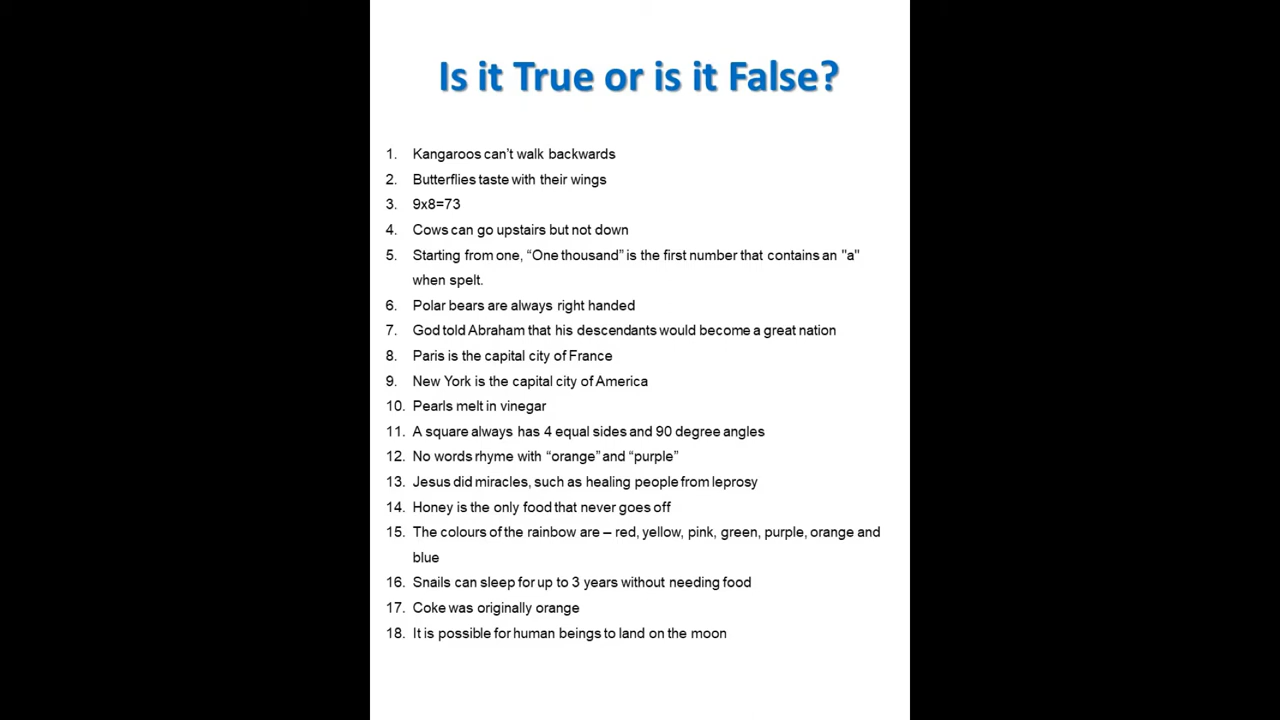 Is it True or is it False?
1. Kangaroos can’t walk backwards
2. Butterflies taste with their wings
3. 9x8=73
4. Cows can go upstairs but not down
5. Starting from one, “One thousand” is the first number that contains an "a"
when spelt.
6. Polar bears are always right handed
7. God told Abraham that his descendants would become a great nation
8. Paris is the capital city of France
9. New York is the capital city of America
10. Pearls melt in vinegar
11. A square always has 4 equal sides and 90 degree angles
12. No words rhyme with “orange” and “purple”
13. Jesus did miracles, such as healing people from leprosy
14. Honey is the only food that never goes off
15. The colours of the rainbow are – red, yellow, pink, green, purple, orange and
blue
16. Snails can sleep for up to 3 years without needing food
17. Coke was originally orange
18. It is possible for human beings to land on the moon